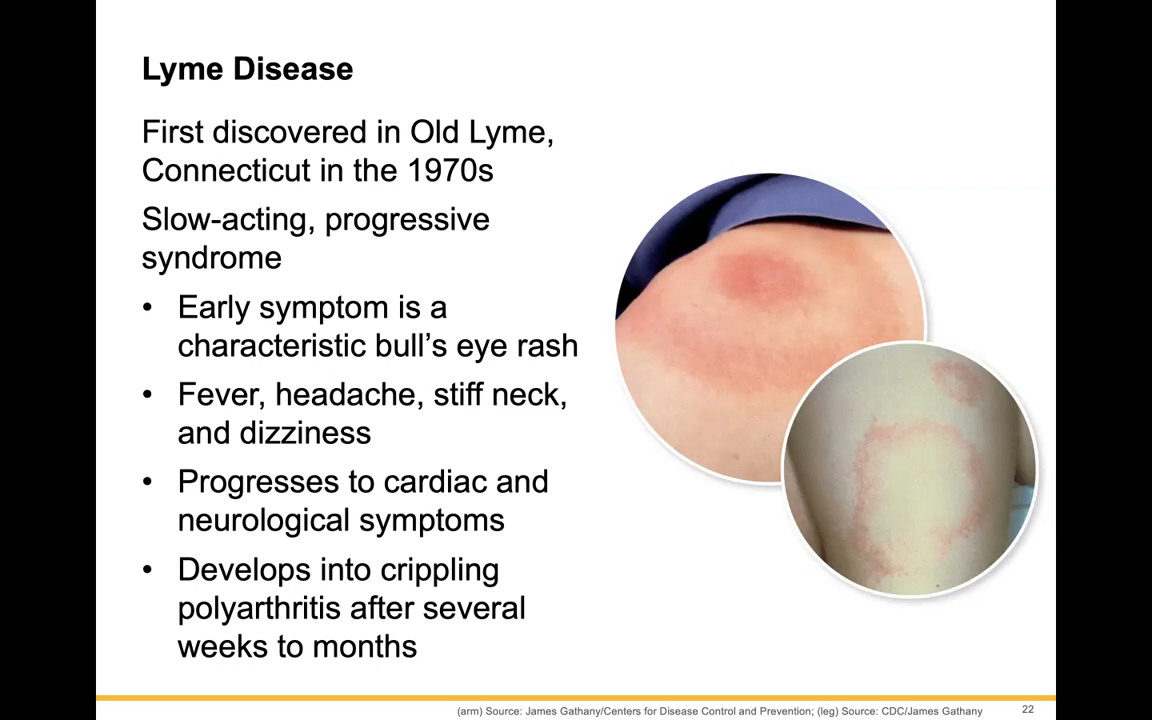 Lyme Disease
First discovered in Old Lyme,
Connecticut in the 1970s
Slow-acting, progressive
syndrome
• Early symptom is a
characteristic bull’s eye rash
• Fever, headache, stiff neck,
and dizziness
• Progresses to cardiac and
neurological symptoms
• Develops into crippling
polyarthritis after several
weeks to months
(arm) Source: James Gathany/Centers for Disease Control and Prevention; (leg) Source: CDC/James Gathany
22